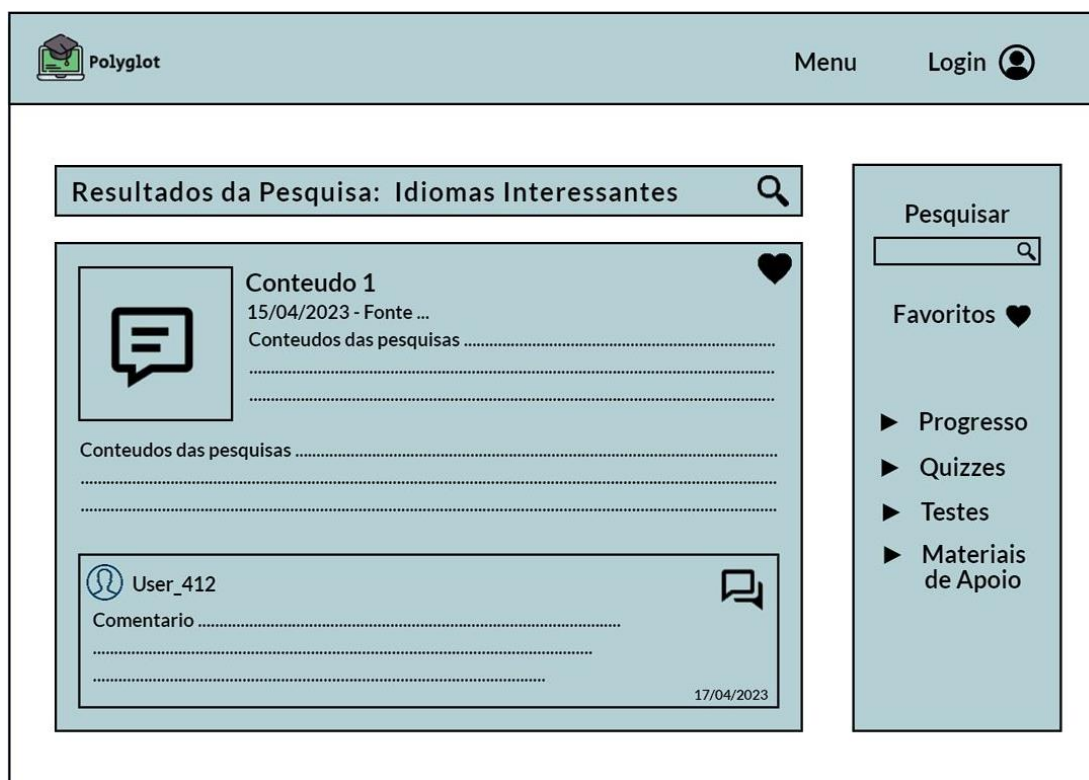 Polyglot
Menu
Login
Resultados da Pesquisa: Idiomas Interessantes
Conteudo 1
15/04/2023 - Fonte ...
Conteudos das pesquisas ................................................................................
....................................................................................................................................
....................................................................................................................................
Conteudos das pesquisas ............................................................................................................................
................................................................................................................................................................................
................................................................................................................................................................................
User_412
Comentario ..........................................................................................................
.............................................................................................................................
.................................................................................................................
17/04/2023
Pesquisar
Favoritos
Progresso
Quizzes
Testes
Materiais
de Apoio